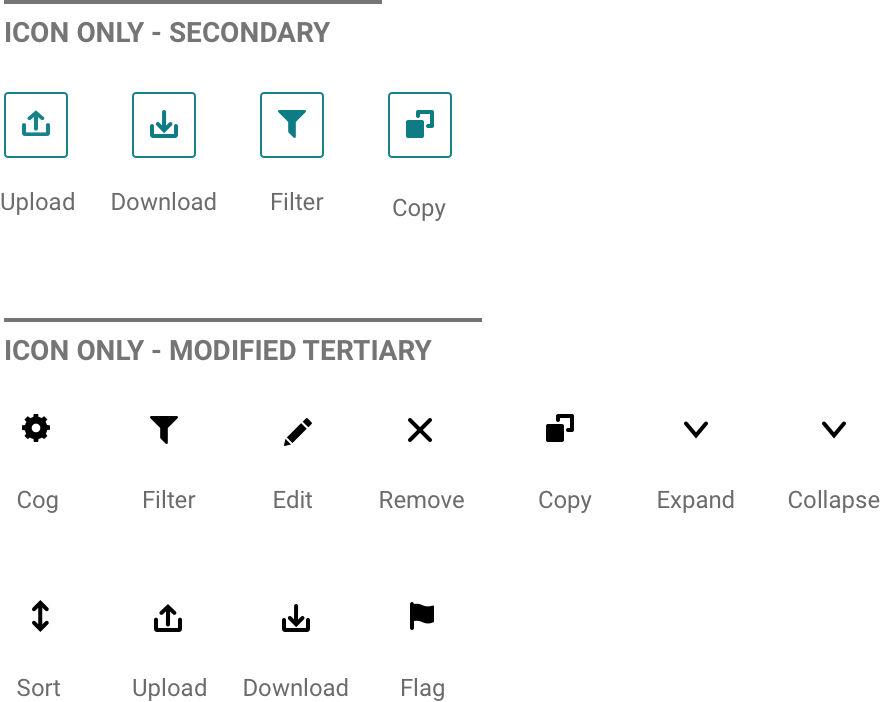 ICON ONLY - SECONDARY
Upload Download Filter Copy
ICON ONLY - MODIFIED TERTIARY
Cog Filter Edit Remove Copy Expand Collapse
Sort Upload Download Flag